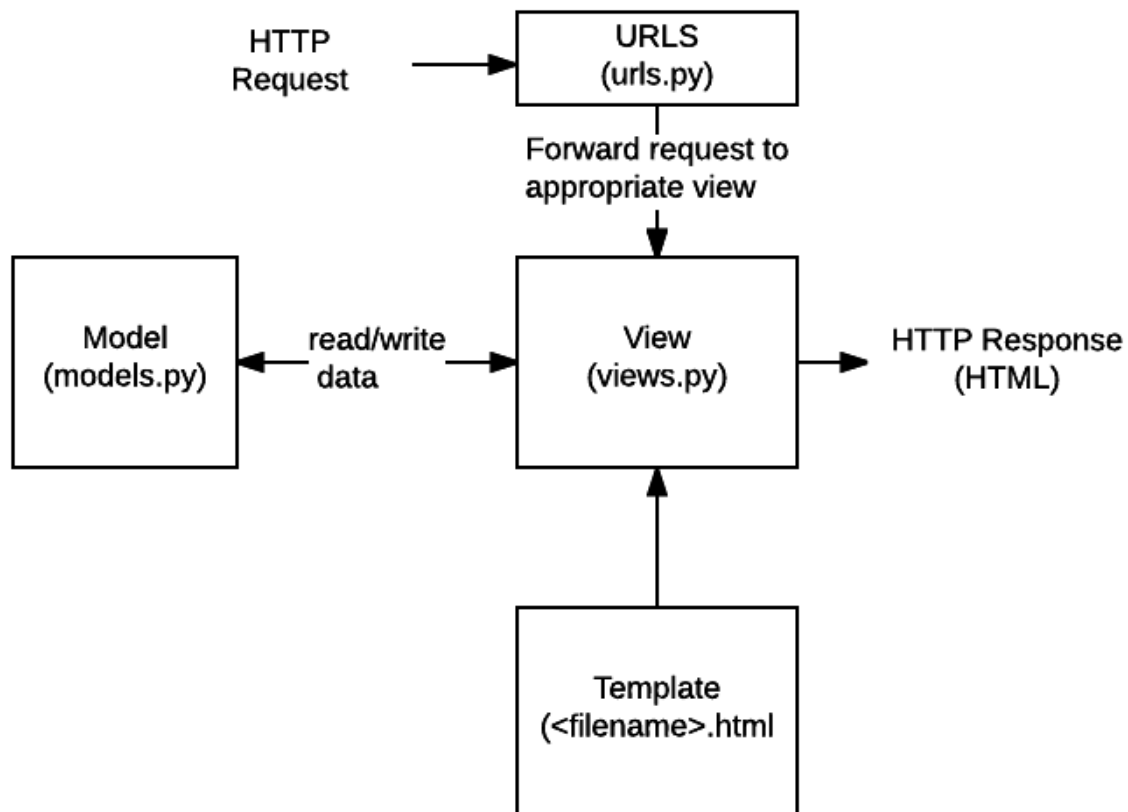 HTTP
Request
URLS
(urls.py)
Forward request to
appropriate view
Model
(models.py)
read/write
data
View
(views.py)
HTTP Response
(HTML)
Template
(<filename>.html